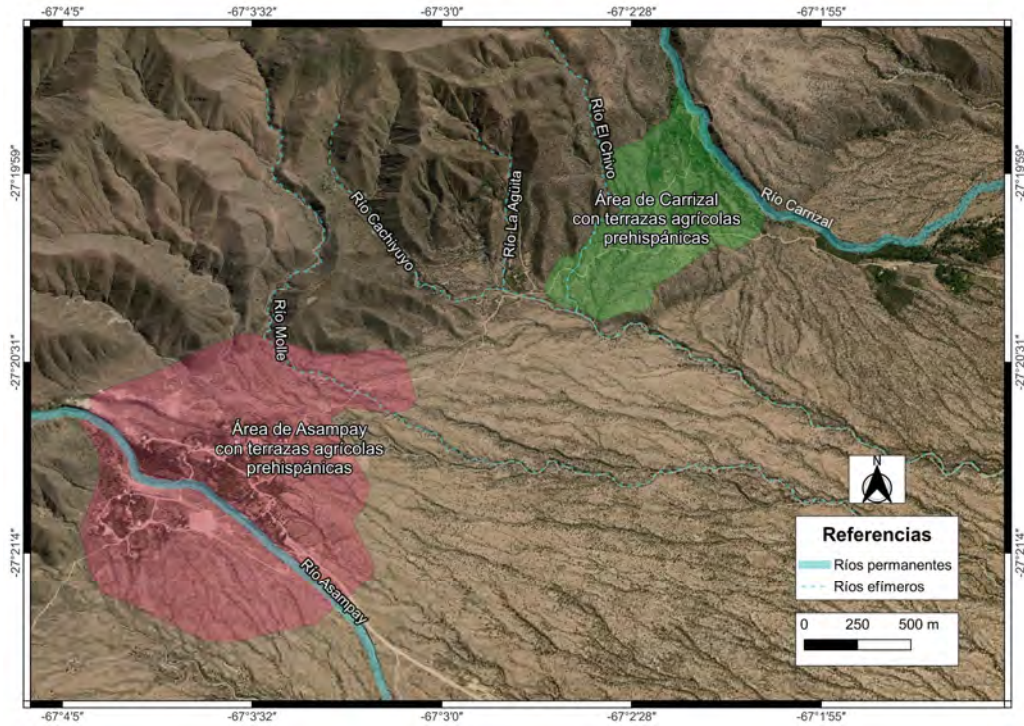 -67°4'5"
-67°3'32"
-67°3'0"
-67°2'28"
-67°1'55"
-27°19'59"
-27°19'59"
Río El Chivo
Río Carrizal
Área de Carrizal
con terrazas agrícolas
prehispánicas
Río La Agüita
Río Cachiyuyo
Río Molle
-27°20'31"
-27°20'31"
Área de Asampay
con terrazas agrícolas
prehispánicas
Río Asampay
-27°21'4"
-27°21'4"
N
Referencias
Ríos permanentes
Ríos efímeros
0 250 500 m
-67°4'5"
-67°3'32"
-67°3'0"
-67°2'28"
-67°1'55"